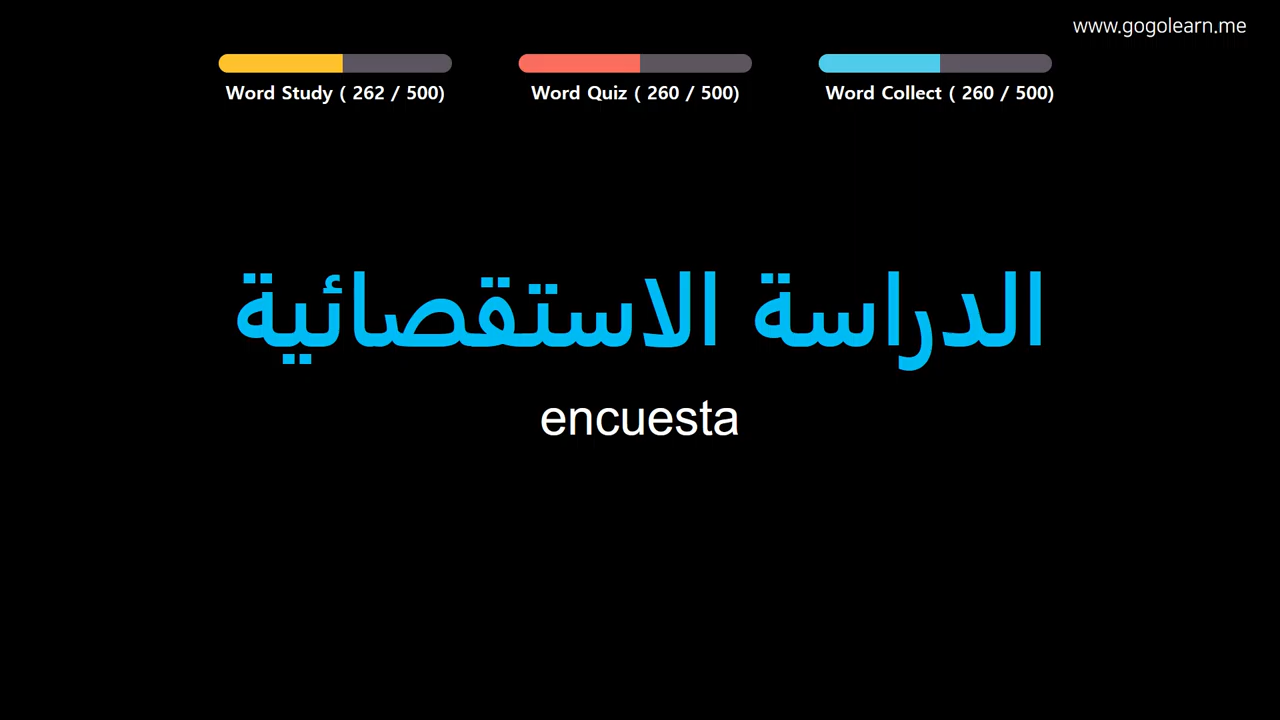 www.gogolearn.me
Word Study ( 262 / 500)
Word Quiz ( 260 / 500)
Word Collect ( 260 / 500)
الدراسة الاستقصائية
encuesta